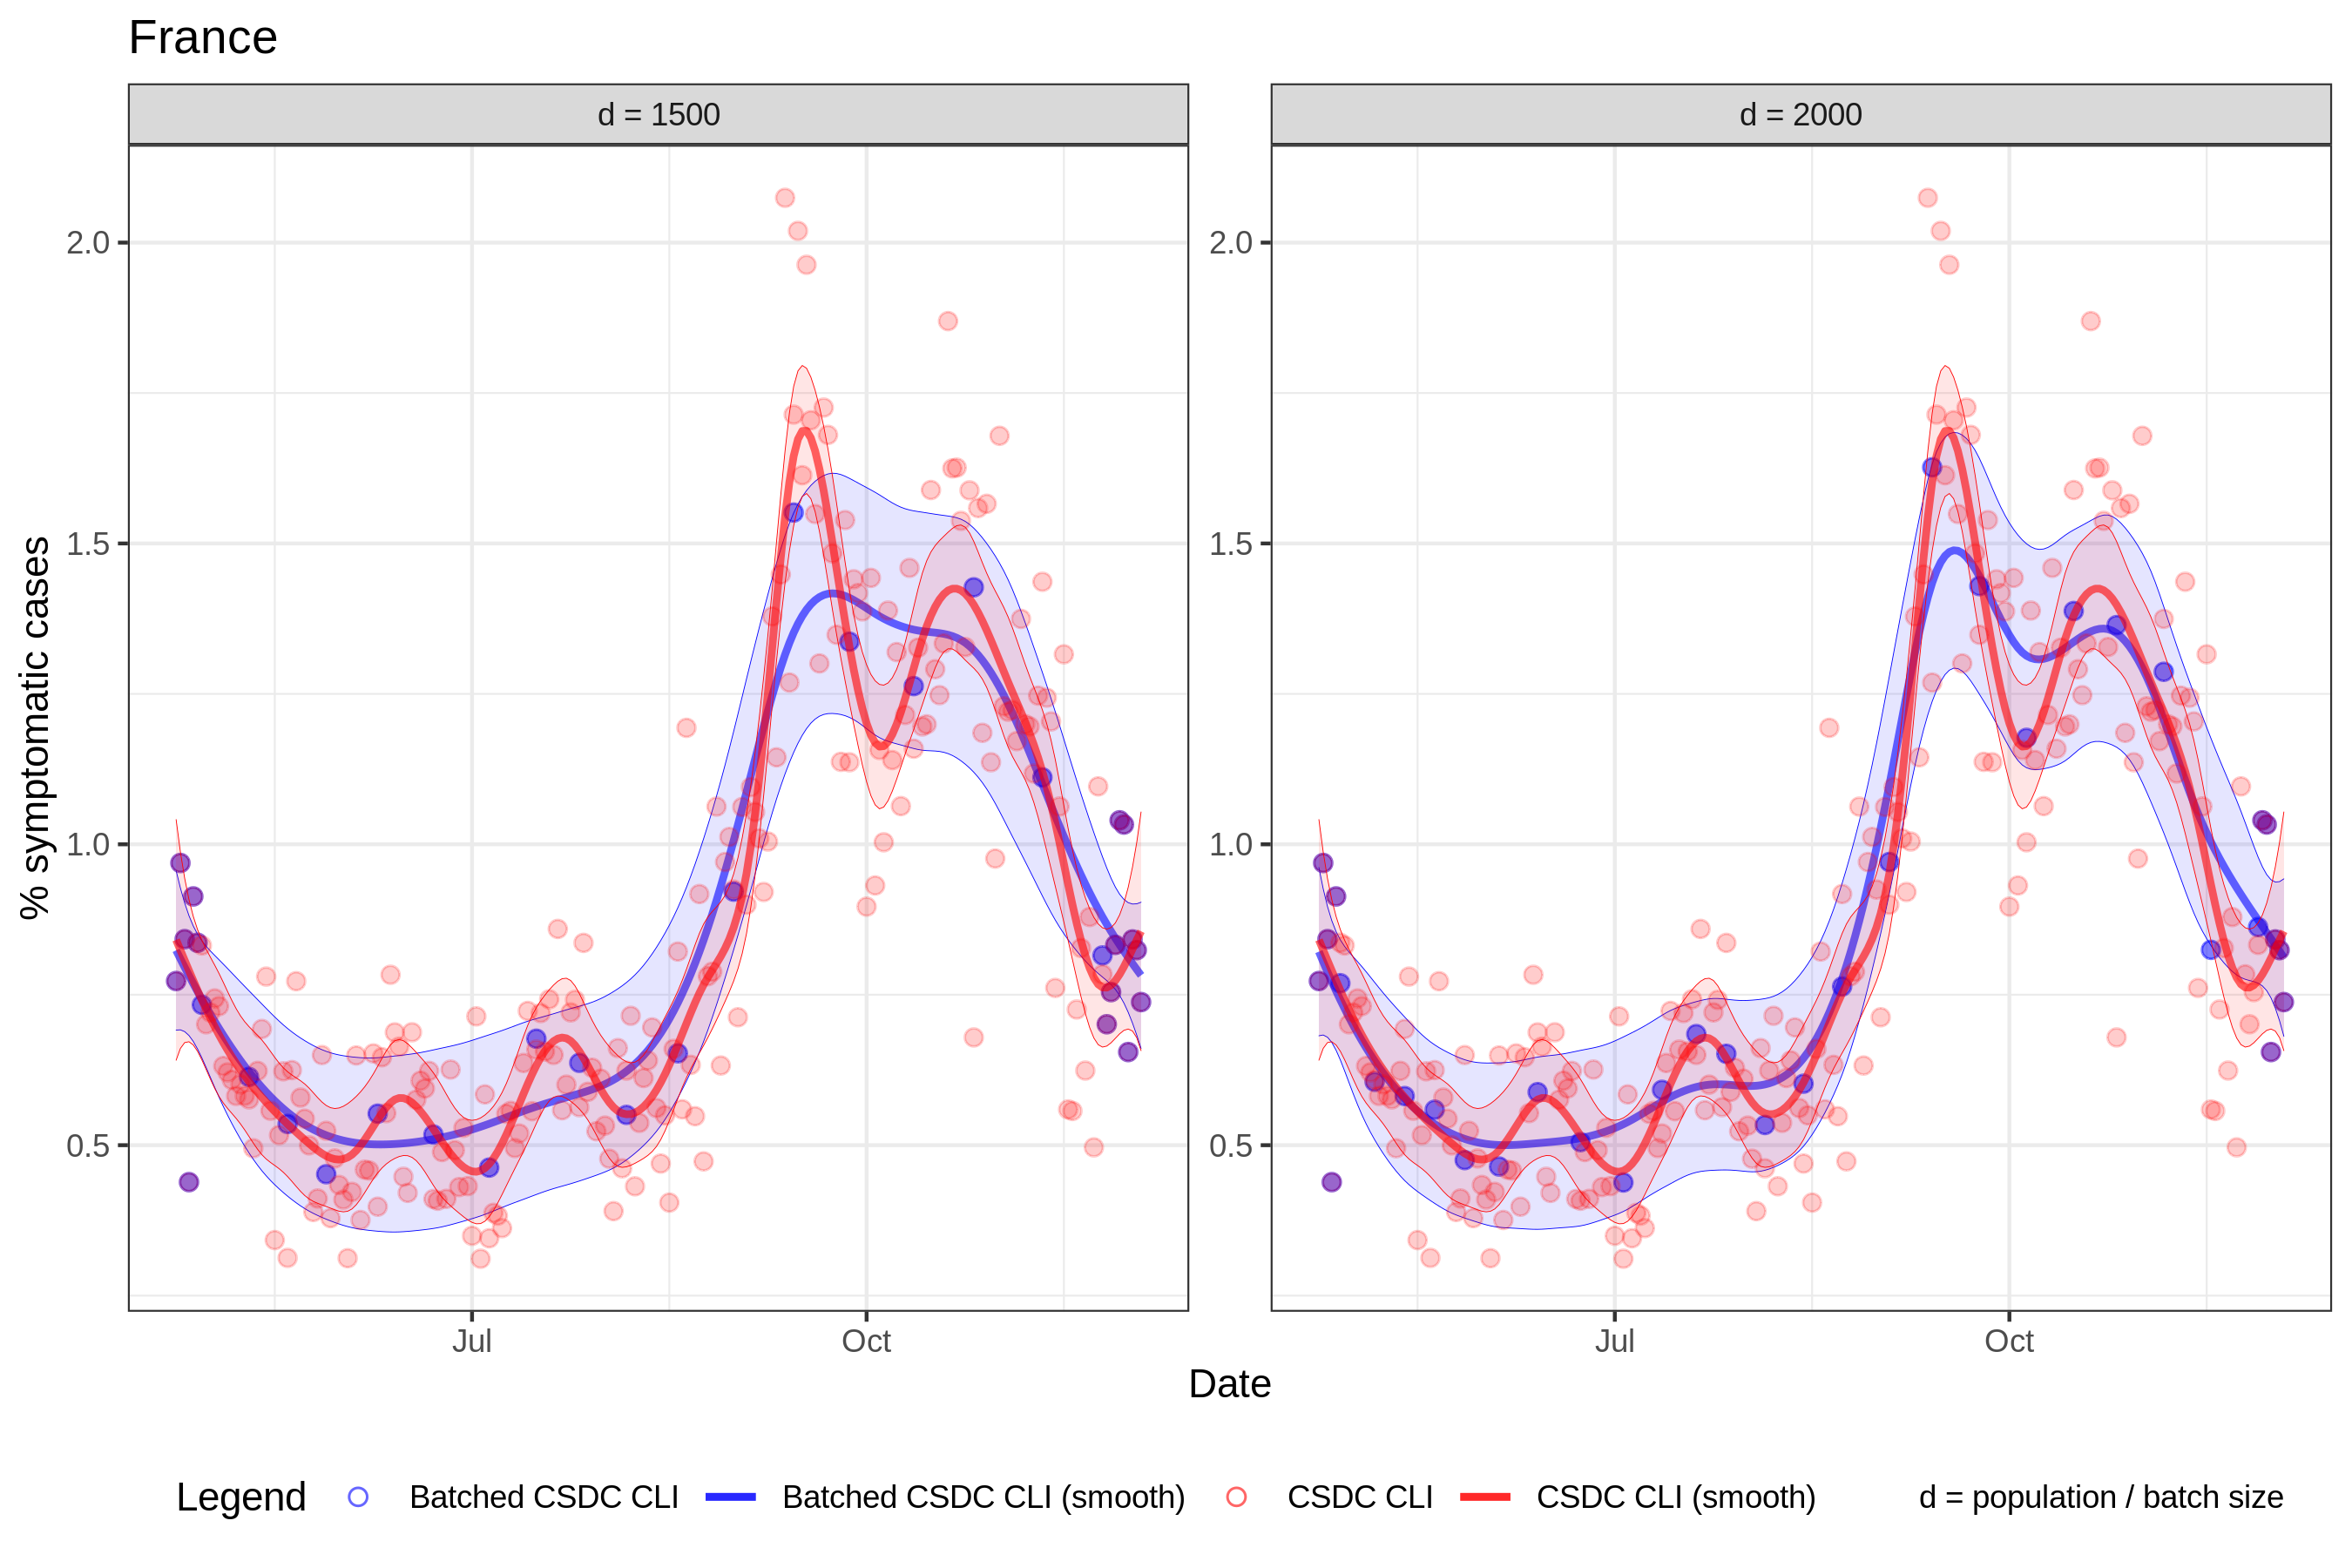 France
d = 1500
d = 2000
% symptomatic cases
2.0
1.5
1.0
0.5
2.0
1.5
1.0
0.5
Jul
Oct
Jul
Oct
Date
Legend
Batched CSDC CLI
Batched CSDC CLI (smooth)
CSDC CLI
CSDC CLI (smooth)
d = population / batch size